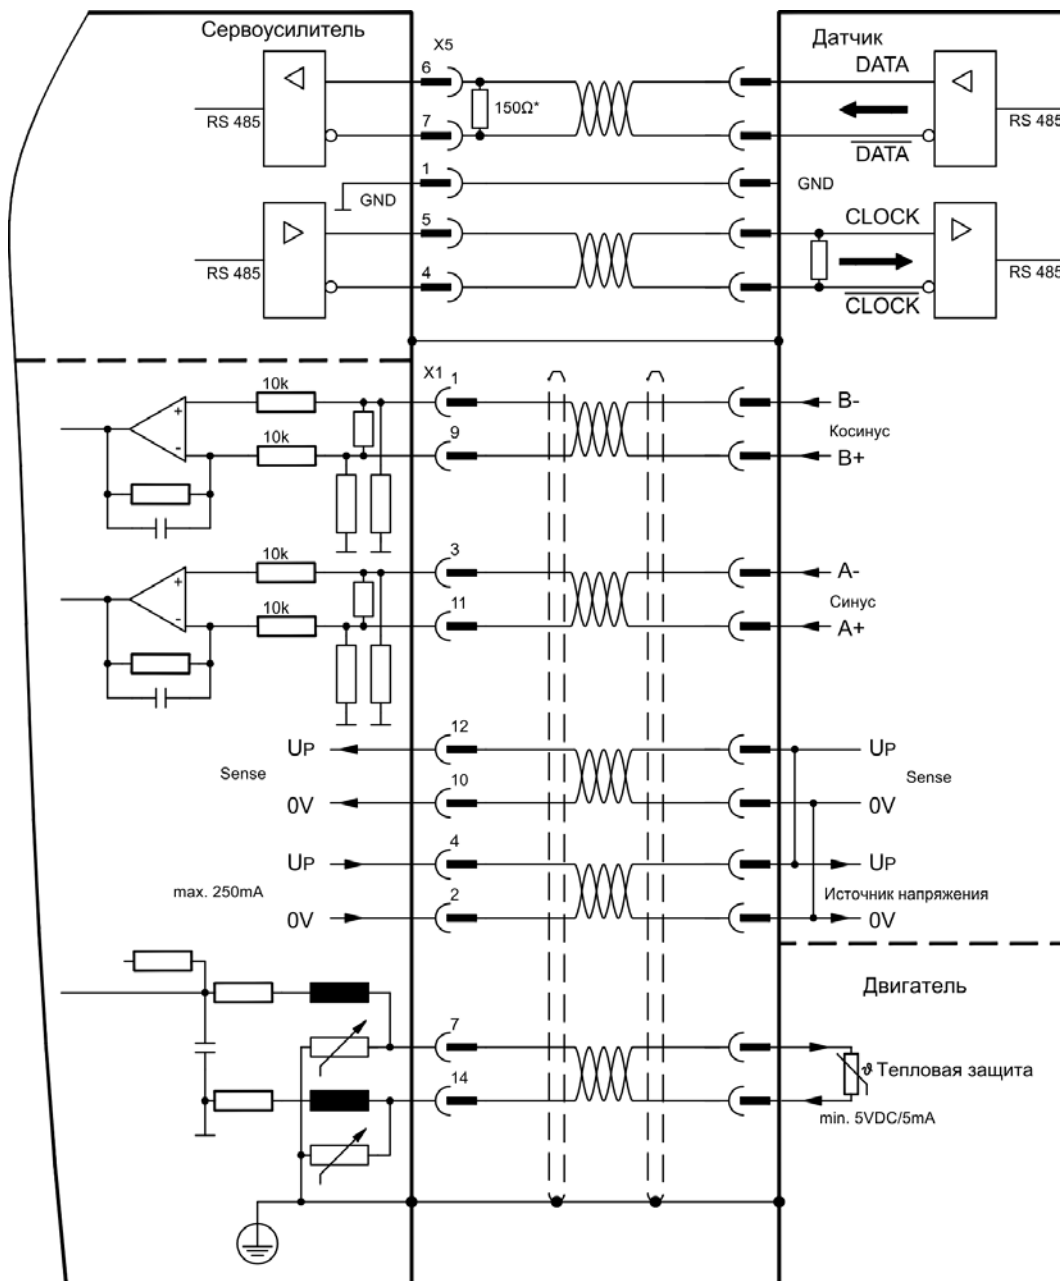 Сервоусилитель
X5
Датчик
6
DATA
150Ω*
RS 485
7
RS 485
DATA
1
GND
GND
5
CLOCK
RS 485
4
RS 485
CLOCK
X1
1
10k
B-
Косинус
10k
9
B+
3
10k
A-
Синус
10k
11
A+
12
UP
UP
Sense
Sense
10
0V
0V
4
UP
UP
max. 250mA
Источник напряжения
2
0V
0V
Двигатель
7
ϑ Тепловая защита
14
min. 5VDC/5mA